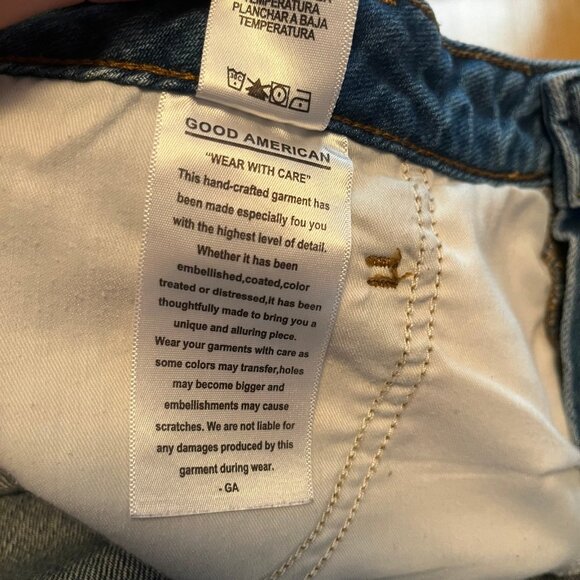 TEMPERATURA
PLANCHAR A BAJA
TEMPERATURA
GOOD AMERICAN
"WEAR WITH CARE"
This hand-crafted garment has
been made especially fou you
with the highest level of detail.
Whether it has been
embellished,coated,color
treated or distressed,it has been
thoughtfully made to bring you a
unique and alluring piece.
Wear your garments with care as
some colors may transfer,holes
may become bigger and
embellishments may cause
scratches. We are not liable for
any damages produced by this
garment during wear.
- GA